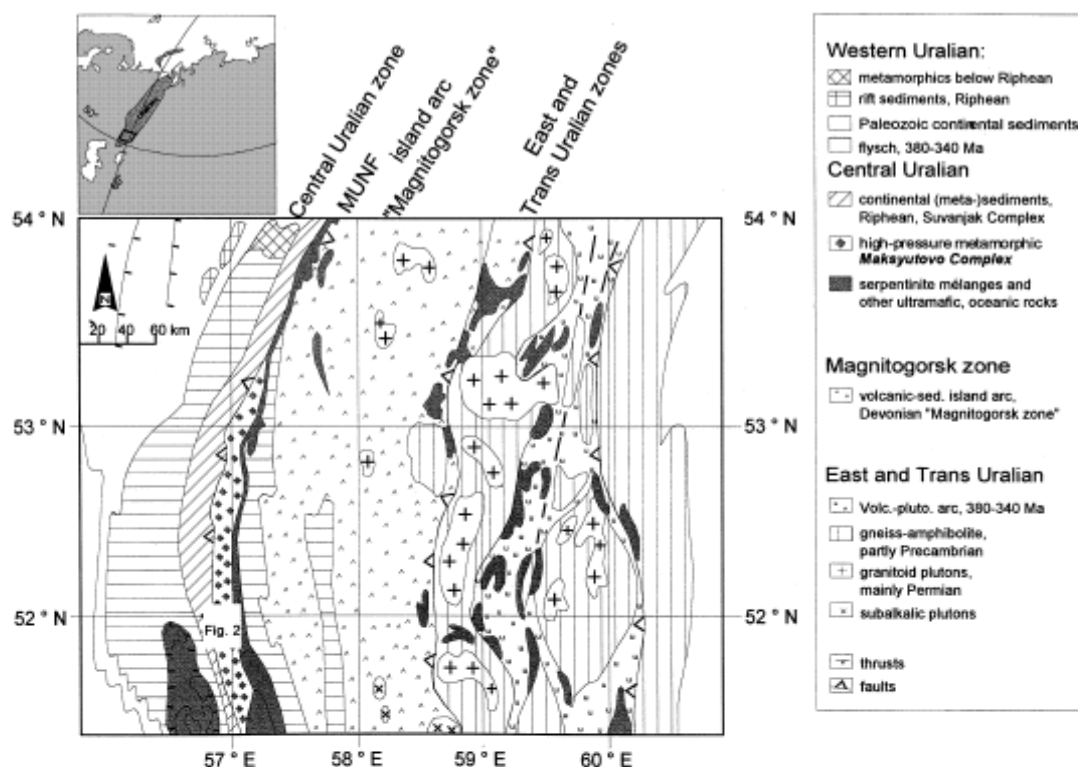 50°
Central Uralian zone
MUNF
island arc
"Magnitogorsk zone"
East and
Trans Uralian zones
54° N
54° N
N
20 40 60 km
53° N
53° N
52° N
52° N
Fig. 2
57° E
58° E
59° E
60° E
Western Uralian:
metamorphics below Riphean
rift sediments, Riphean
Paleozoic continental sediments
flysch, 380-340 Ma
Central Uralian
continental (meta-)sediments,
Riphean, Suvanjak Complex
high-pressure metamorphic
Maksyutovo Complex
serpentinite mélanges and
other ultramafic, oceanic rocks
Magnitogorsk zone
volcanic-sed. island arc,
Devonian "Magnitogorsk zone"
East and Trans Uralian
Volc.-pluto. arc, 380-340 Ma
gneiss-amphibolite,
partly Precambrian
granitoid plutons,
mainly Permian
subalkalic plutons
thrusts
faults